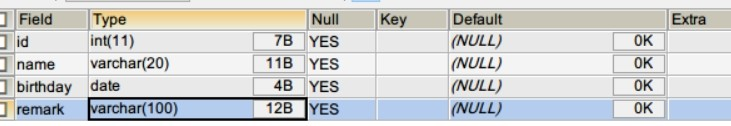 Field Type Null Key Default Extra
id int(11) 7B YES (NULL) 0K
name varchar(20) 11B YES (NULL) 0K
birthday date 4B YES (NULL) 0K
remark varchar(100) 12B YES (NULL) 0K